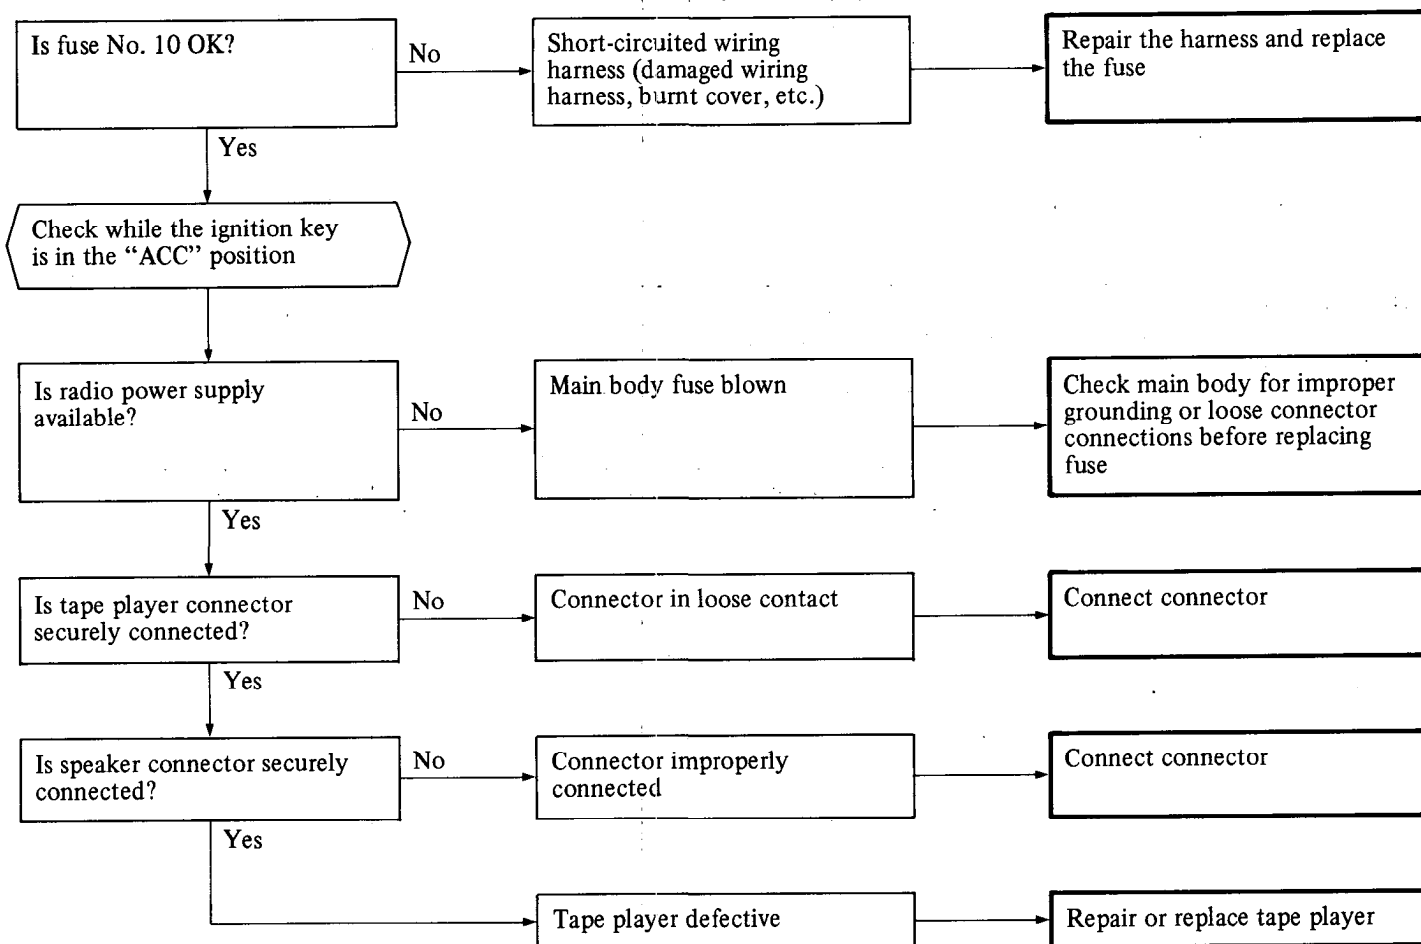 Is fuse No. 10 OK?
No
Short-circuited wiring
harness (damaged wiring
harness, burnt cover, etc.)
Repair the harness and replace
the fuse
Yes
Check while the ignition key
is in the “ACC” position
Is radio power supply
available?
No
Main body fuse blown
Check main body for improper
grounding or loose connector
connections before replacing
fuse
Yes
Is tape player connector
securely connected?
No
Connector in loose contact
Connect connector
Yes
Is speaker connector securely
connected?
No
Connector improperly
connected
Connect connector
Yes
Tape player defective
Repair or replace tape player